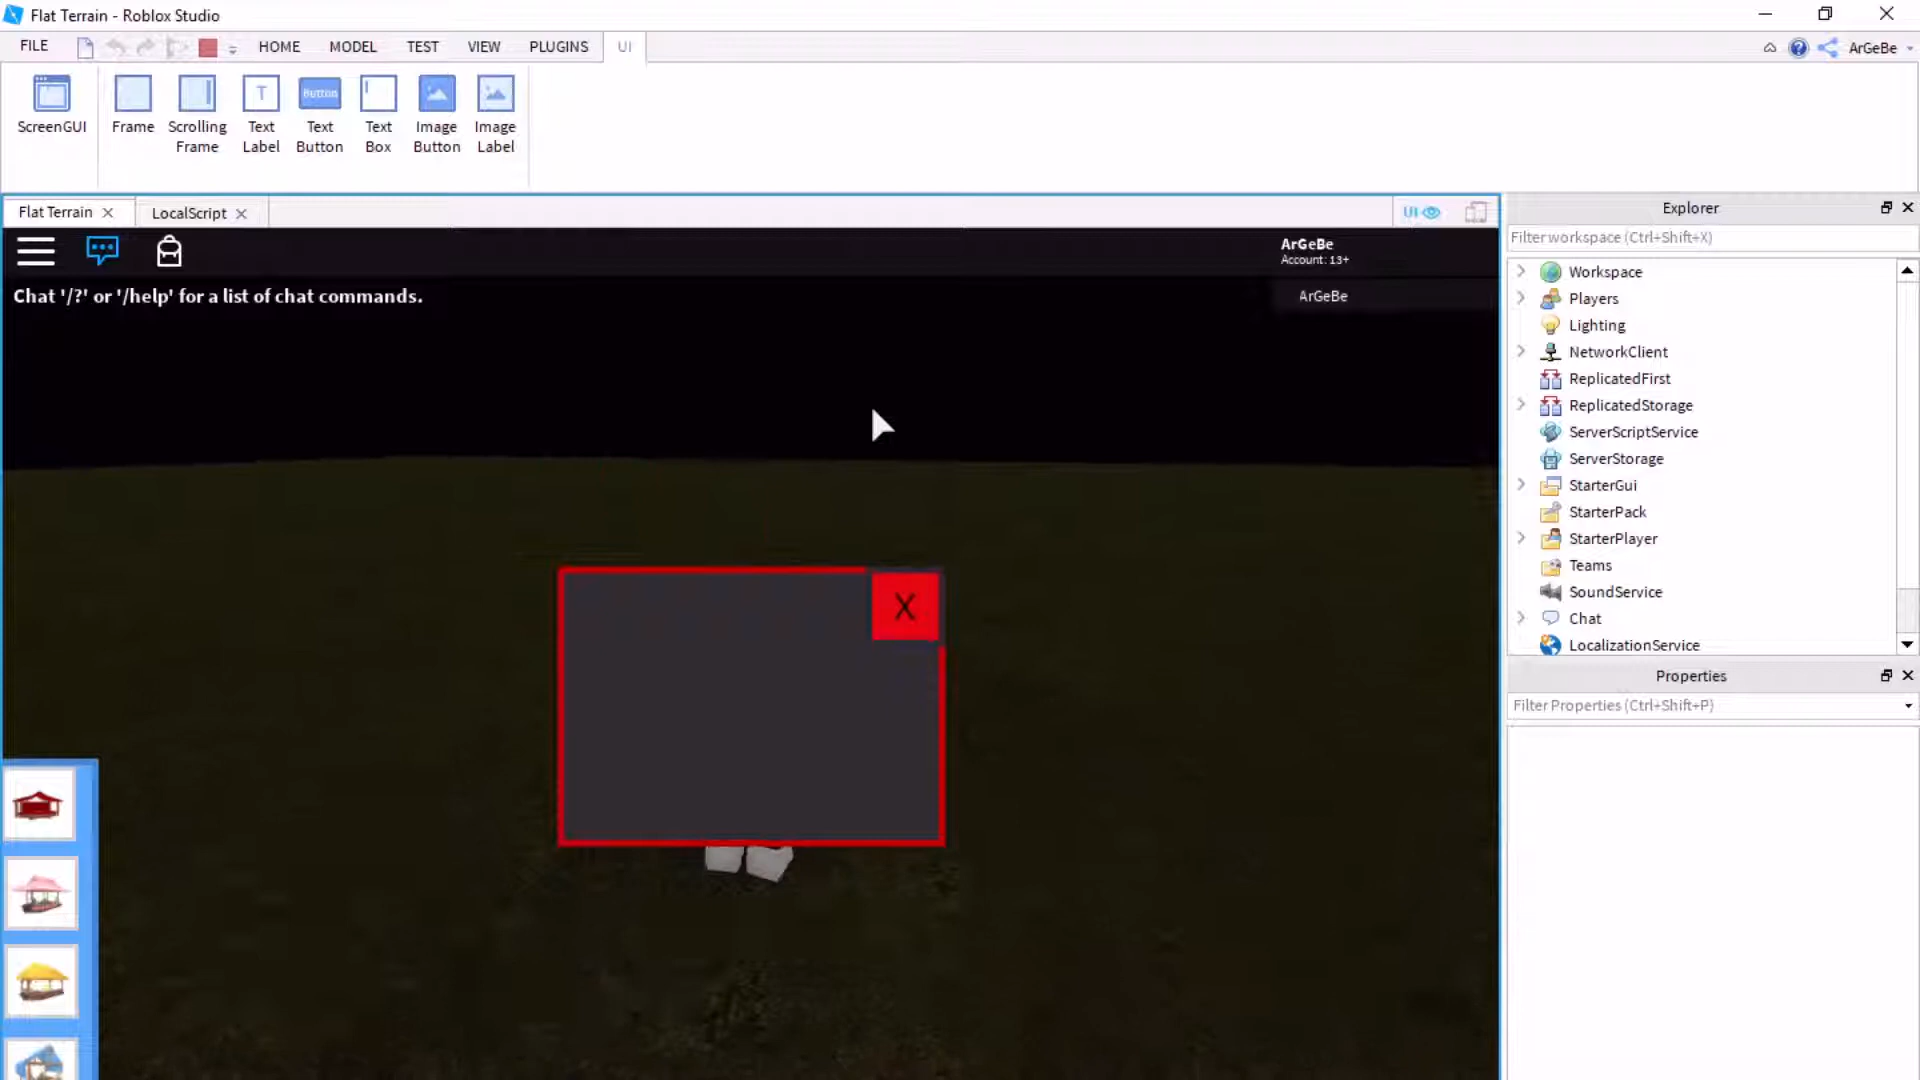 Flat Terrain - Roblox Studio
FILE
HOME
MODEL
TEST
VIEW
PLUGINS
UI
ArGeBe
ScreenGUI
Frame
Scrolling
Frame
T
Text
Label
Button
Text
Button
Text
Box
Image
Button
Image
Label
Flat Terrain
LocalScript
UI
ArGeBe
Account: 13+
Chat '/?' or '/help' for a list of chat commands.
ArGeBe
X
Explorer
Filter workspace (Ctrl+Shift+X)
Workspace
Players
Lighting
NetworkClient
ReplicatedFirst
ReplicatedStorage
ServerScriptService
ServerStorage
StarterGui
StarterPack
StarterPlayer
Teams
SoundService
Chat
LocalizationService
Properties
Filter Properties (Ctrl+Shift+P)